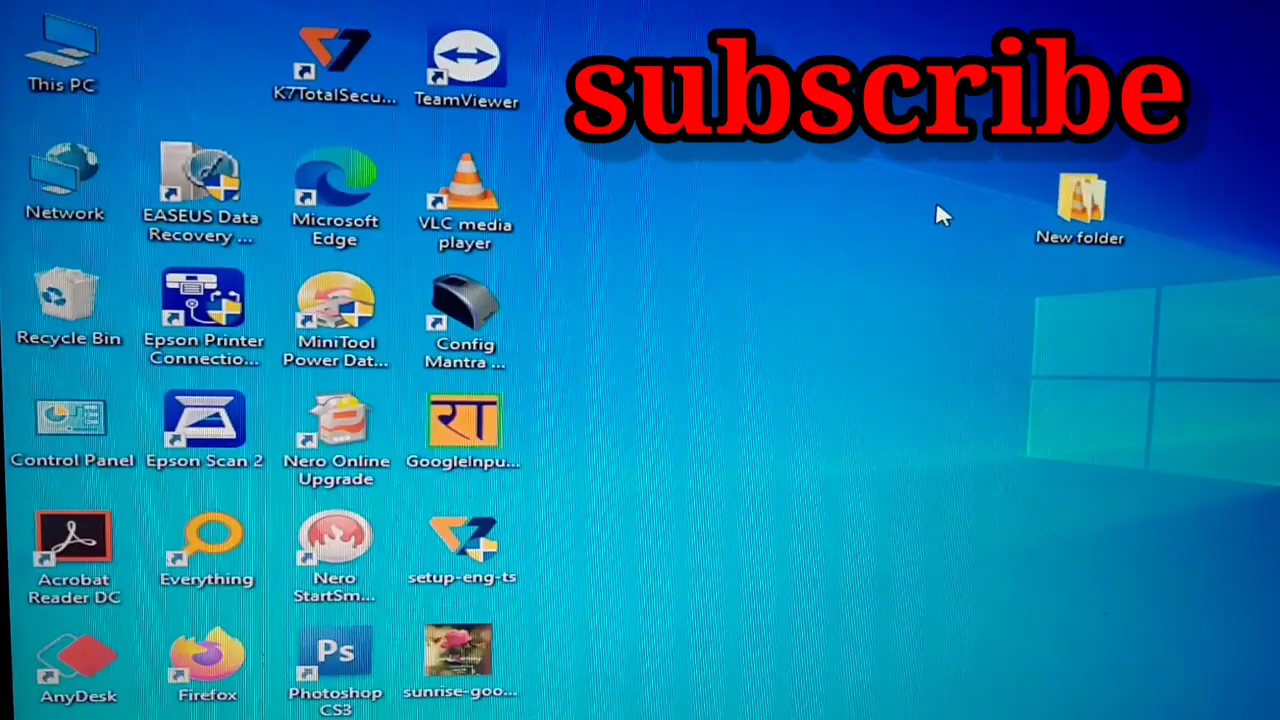 subscribe
This PC
K7TotalSecu...
TeamViewer
Network
EASEUS Data
Recovery ...
Microsoft
Edge
VLC media
player
New folder
Recycle Bin
Epson Printer
Connectio...
MiniTool
Power Dat...
Config
Mantra ...
Control Panel
Epson Scan 2
Nero Online
Upgrade
रा
GoogleInpu...
Acrobat
Reader DC
Everything
Nero
StartSm...
setup-eng-ts
AnyDesk
Firefox
Ps
Photoshop
CS3
sunrise-goo...